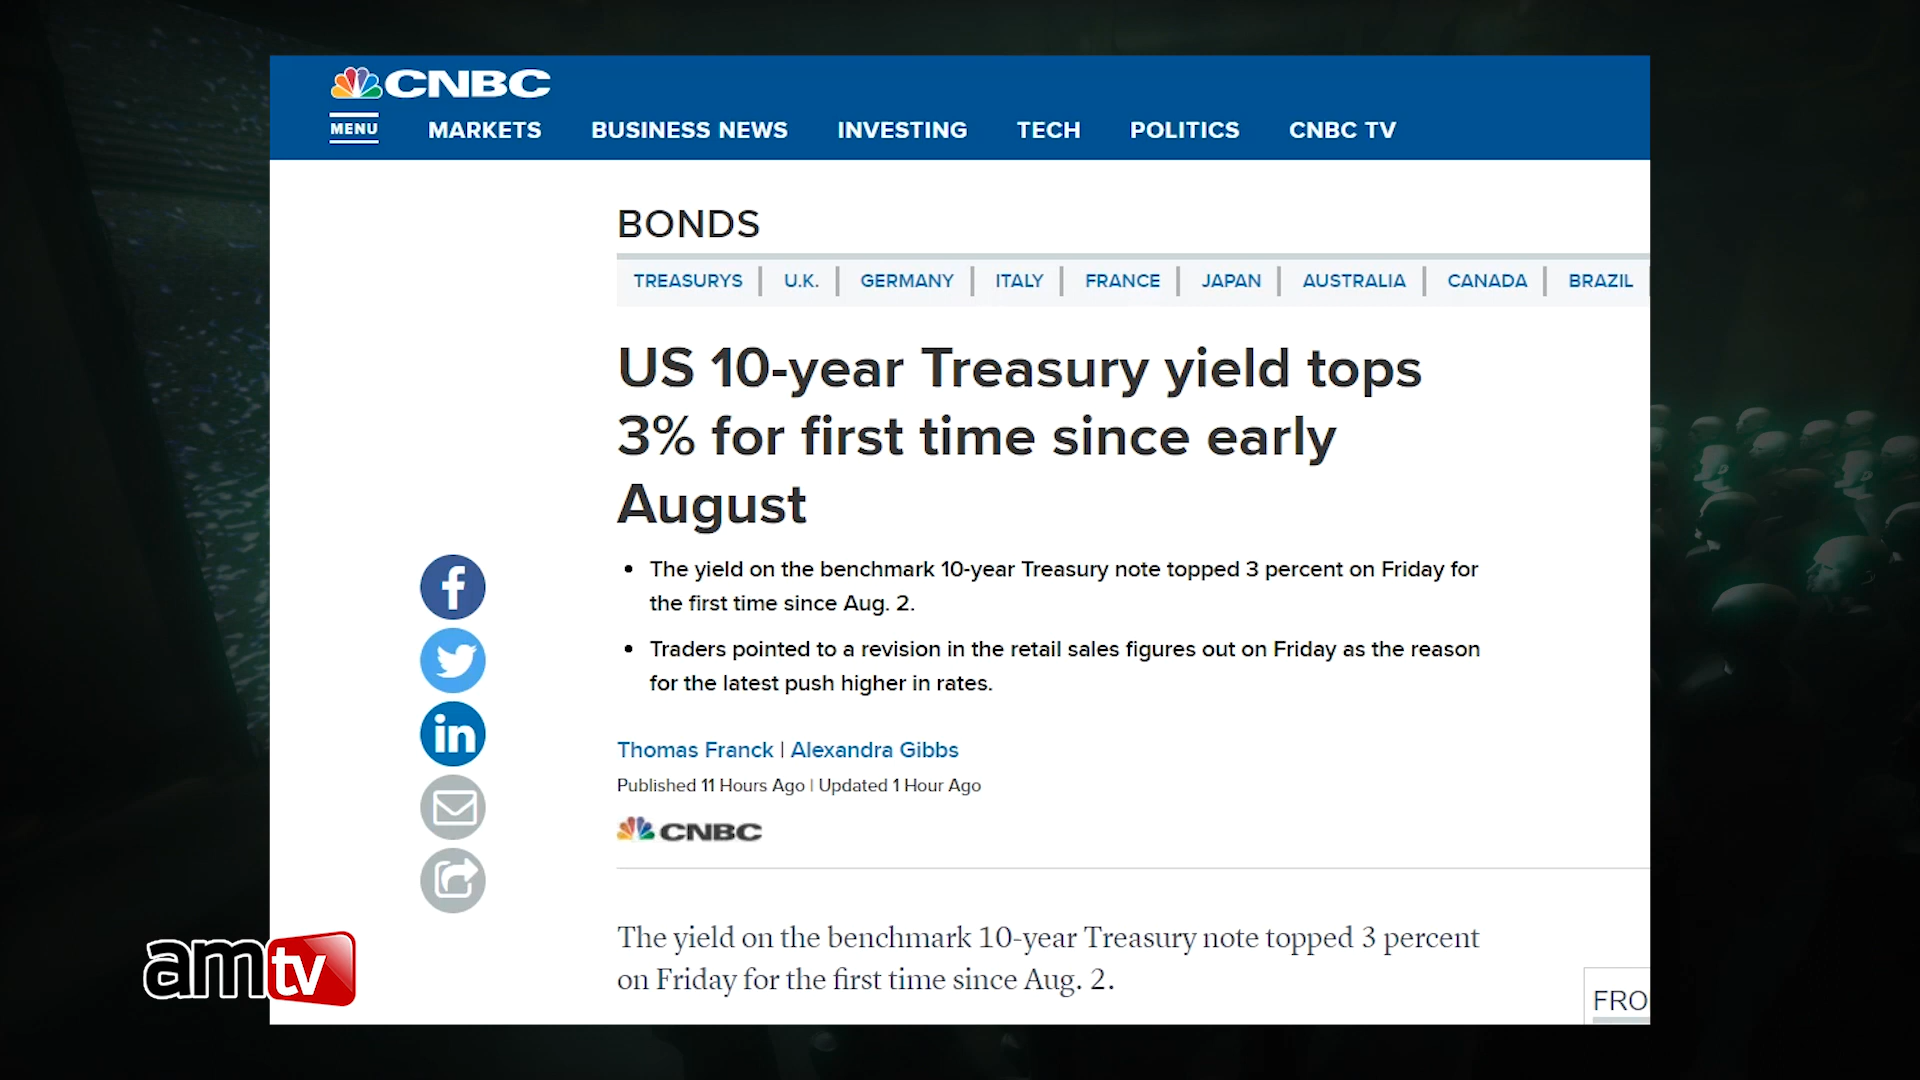 CNBC
MENU MARKETS BUSINESS NEWS INVESTING TECH POLITICS CNBC TV
BONDS
TREASURYS U.K. GERMANY ITALY FRANCE JAPAN AUSTRALIA CANADA BRAZIL
US 10-year Treasury yield tops
3% for first time since early
August
• The yield on the benchmark 10-year Treasury note topped 3 percent on Friday for
the first time since Aug. 2.
• Traders pointed to a revision in the retail sales figures out on Friday as the reason
for the latest push higher in rates.
Thomas Franck | Alexandra Gibbs
Published 11 Hours Ago | Updated 1 Hour Ago
CNBC
The yield on the benchmark 10-year Treasury note topped 3 percent
on Friday for the first time since Aug. 2.
FRO
f
in
amtv